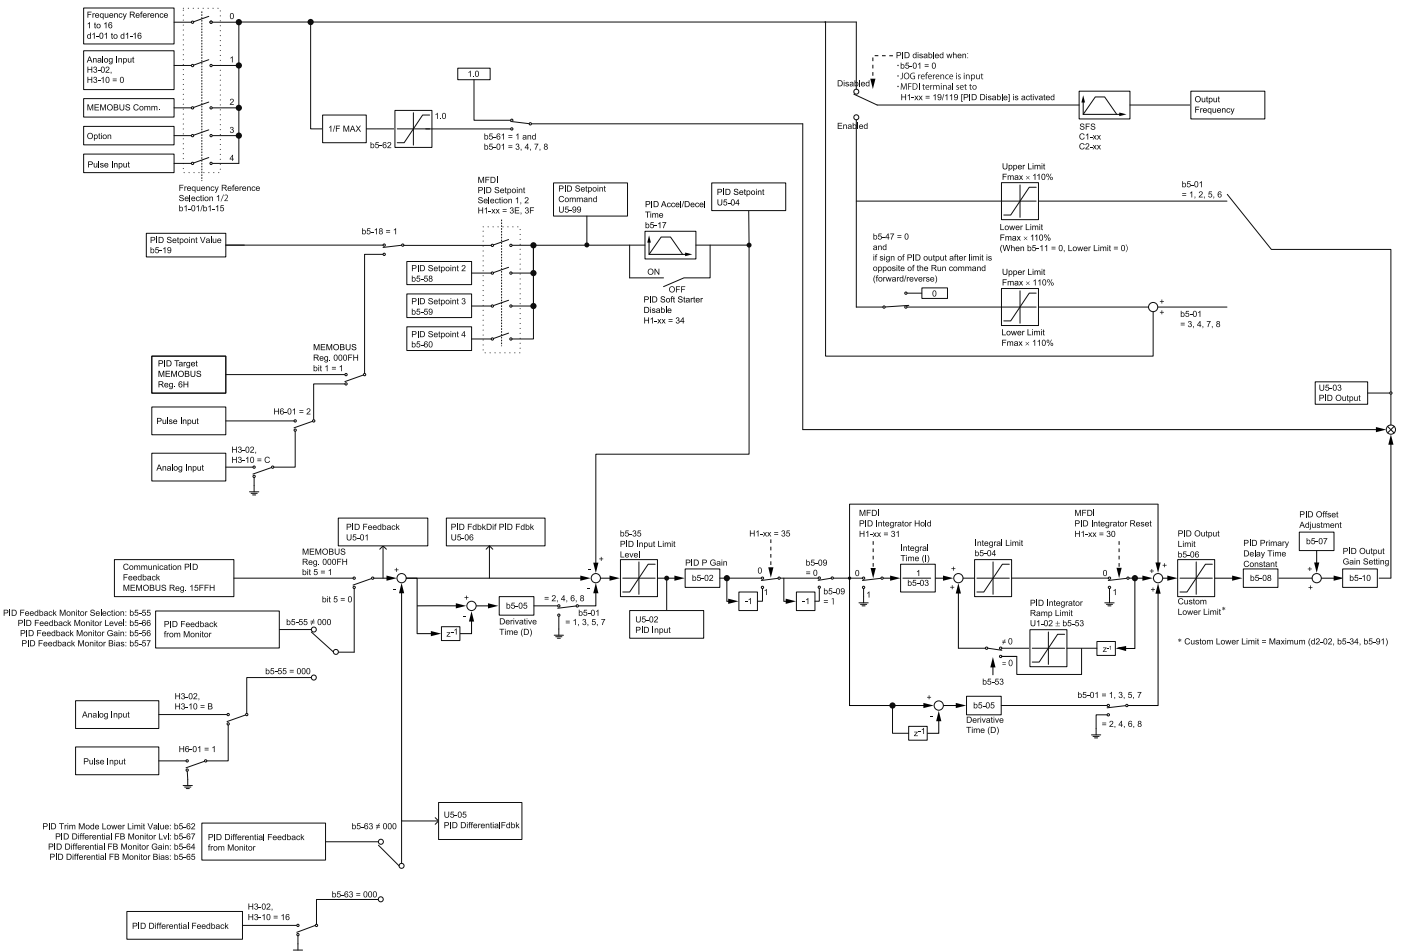 Frequency Reference
1 to 16
d1-01 to d1-16
0
Analog Input
H3-02,
H3-10 = 0
1
MEMOBUS Comm.
2
Option
3
Pulse Input
4
Frequency Reference
Selection 1/2
b1-01/b1-15
1/F MAX
b5-62
1.0
1.0
b5-61 = 1 and
b5-01 = 3, 4, 7, 8
PID disabled when:
·b5-01 = 0
·JOG reference is input
·MFDI terminal set to
H1-xx = 19/119 [PID Disable] is activated
Disabled
Enabled
SFS
C1-xx
C2-xx
Output
Frequency
Upper Limit
Fmax × 110%
Lower Limit
Fmax × 110%
(When b5-11 = 0, Lower Limit = 0)
b5-01
= 1, 2, 5, 6
b5-47 = 0
and
if sign of PID output after limit is
opposite of the Run command
(forward/reverse)
0
Upper Limit
Fmax × 110%
Lower Limit
Fmax × 110%
+
+
b5-01
= 3, 4, 7, 8
U5-03
PID Output
PID Setpoint Value
b5-19
b5-18 = 1
MFDI
PID Setpoint
Selection 1, 2
H1-xx = 3E, 3F
PID Setpoint
Command
U5-99
PID Accel/Decel
Time
b5-17
PID Setpoint
U5-04
ON
OFF
PID Soft Starter
Disable
H1-xx = 34
PID Setpoint 2
b5-58
PID Setpoint 3
b5-59
PID Setpoint 4
b5-60
PID Target
MEMOBUS
Reg. 6H
MEMOBUS
Reg. 000FH
bit 1 = 1
Pulse Input
H6-01 = 2
Analog Input
H3-02,
H3-10 = C
PID Feedback
U5-01
PID FdbkDif PID Fdbk
U5-06
Communication PID
Feedback
MEMOBUS Reg. 15FFH
MEMOBUS
Reg. 000FH
bit 5 = 1
bit 5 = 0
+
-
+
-
z-1
b5-05
Derivative
Time (D)
= 2, 4, 6, 8
b5-01
= 1, 3, 5, 7
+
-
-
b5-35
PID Input Limit
Level
U5-02
PID Input
PID P Gain
b5-02
H1-xx = 35
0
1
-1
b5-09
= 0
-1
b5-09
= 1
MFDI
PID Integrator Hold
H1-xx = 31
0
1
Integral
Time (I)
1
b5-03
+
+
Integral Limit
b5-04
MFDI
PID Integrator Reset
H1-xx = 30
0
1
PID Integrator
Ramp Limit
U1-02 ± b5-53
≠ 0
= 0
b5-53
z-1
+
+
+
PID Output
Limit
b5-06
Custom
Lower Limit*
PID Primary
Delay Time
Constant
b5-08
PID Offset
Adjustment
b5-07
+
+
PID Output
Gain Setting
b5-10
* Custom Lower Limit = Maximum (d2-02, b5-34, b5-91)
+
-
z-1
b5-05
Derivative
Time (D)
b5-01 = 1, 3, 5, 7
= 2, 4, 6, 8
PID Feedback Monitor Selection: b5-55
PID Feedback Monitor Level: b5-66
PID Feedback Monitor Gain: b5-56
PID Feedback Monitor Bias: b5-57
PID Feedback
from Monitor
b5-55 ≠ 000
b5-55 = 000
Analog Input
H3-02,
H3-10 = B
Pulse Input
H6-01 = 1
U5-05
PID DifferentialFdbk
PID Trim Mode Lower Limit Value: b5-62
PID Differential FB Monitor Lvl: b5-67
PID Differential FB Monitor Gain: b5-64
PID Differential FB Monitor Bias: b5-65
PID Differential Feedback
from Monitor
b5-63 ≠ 000
b5-63 = 000
PID Differential Feedback
H3-02,
H3-10 = 16